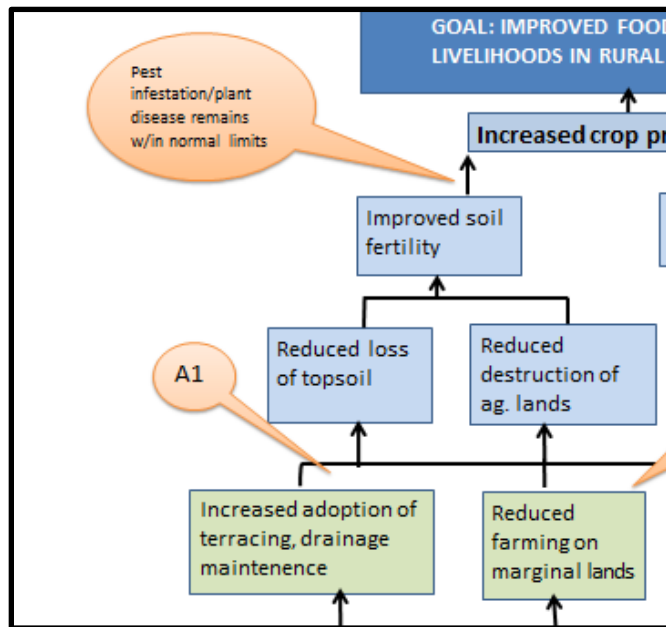 GOAL: IMPROVED FOOD
LIVELIHOODS IN RURAL
Pest
infestation/plant
disease remains
w/in normal limits
Increased crop pr
Improved soil
fertility
Reduced loss
of topsoil
Reduced
destruction of
ag. lands
A1
Increased adoption of
terracing, drainage
maintenence
Reduced
farming on
marginal lands